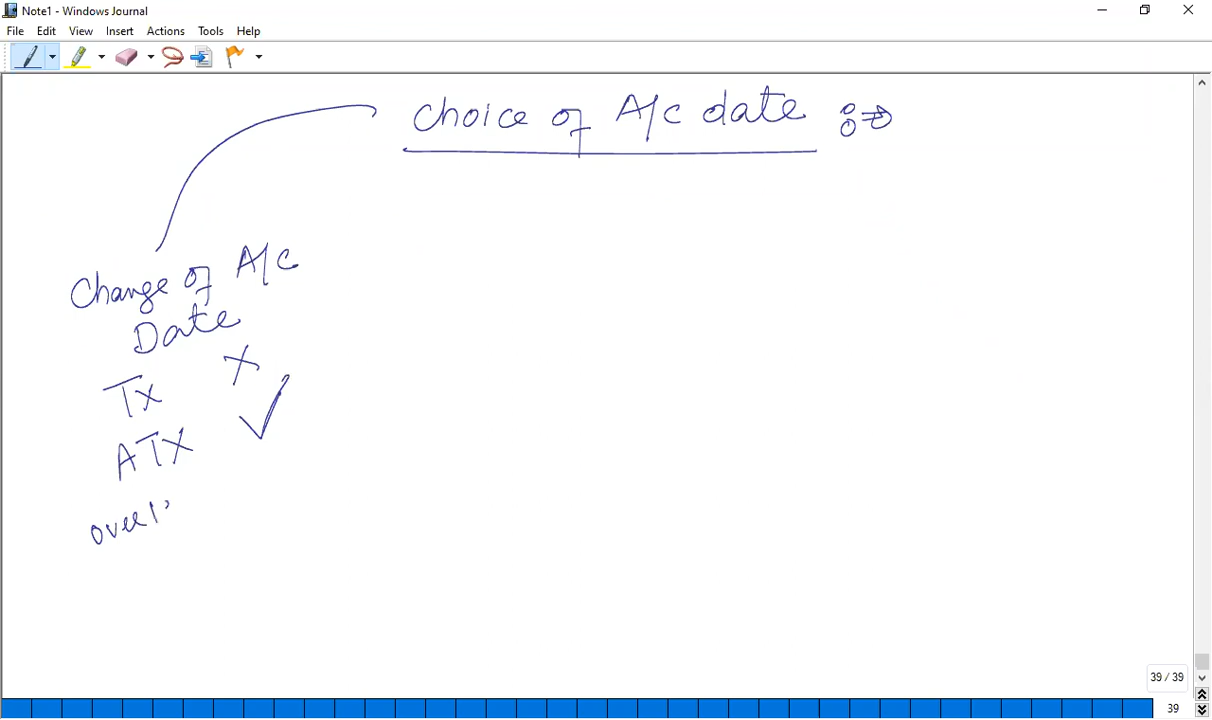 Note1 - Windows Journal
File Edit View Insert Actions Tools Help
Choice of A/c date
Change of A/c
Date
Tx X
ATX ✓
39 / 39
39